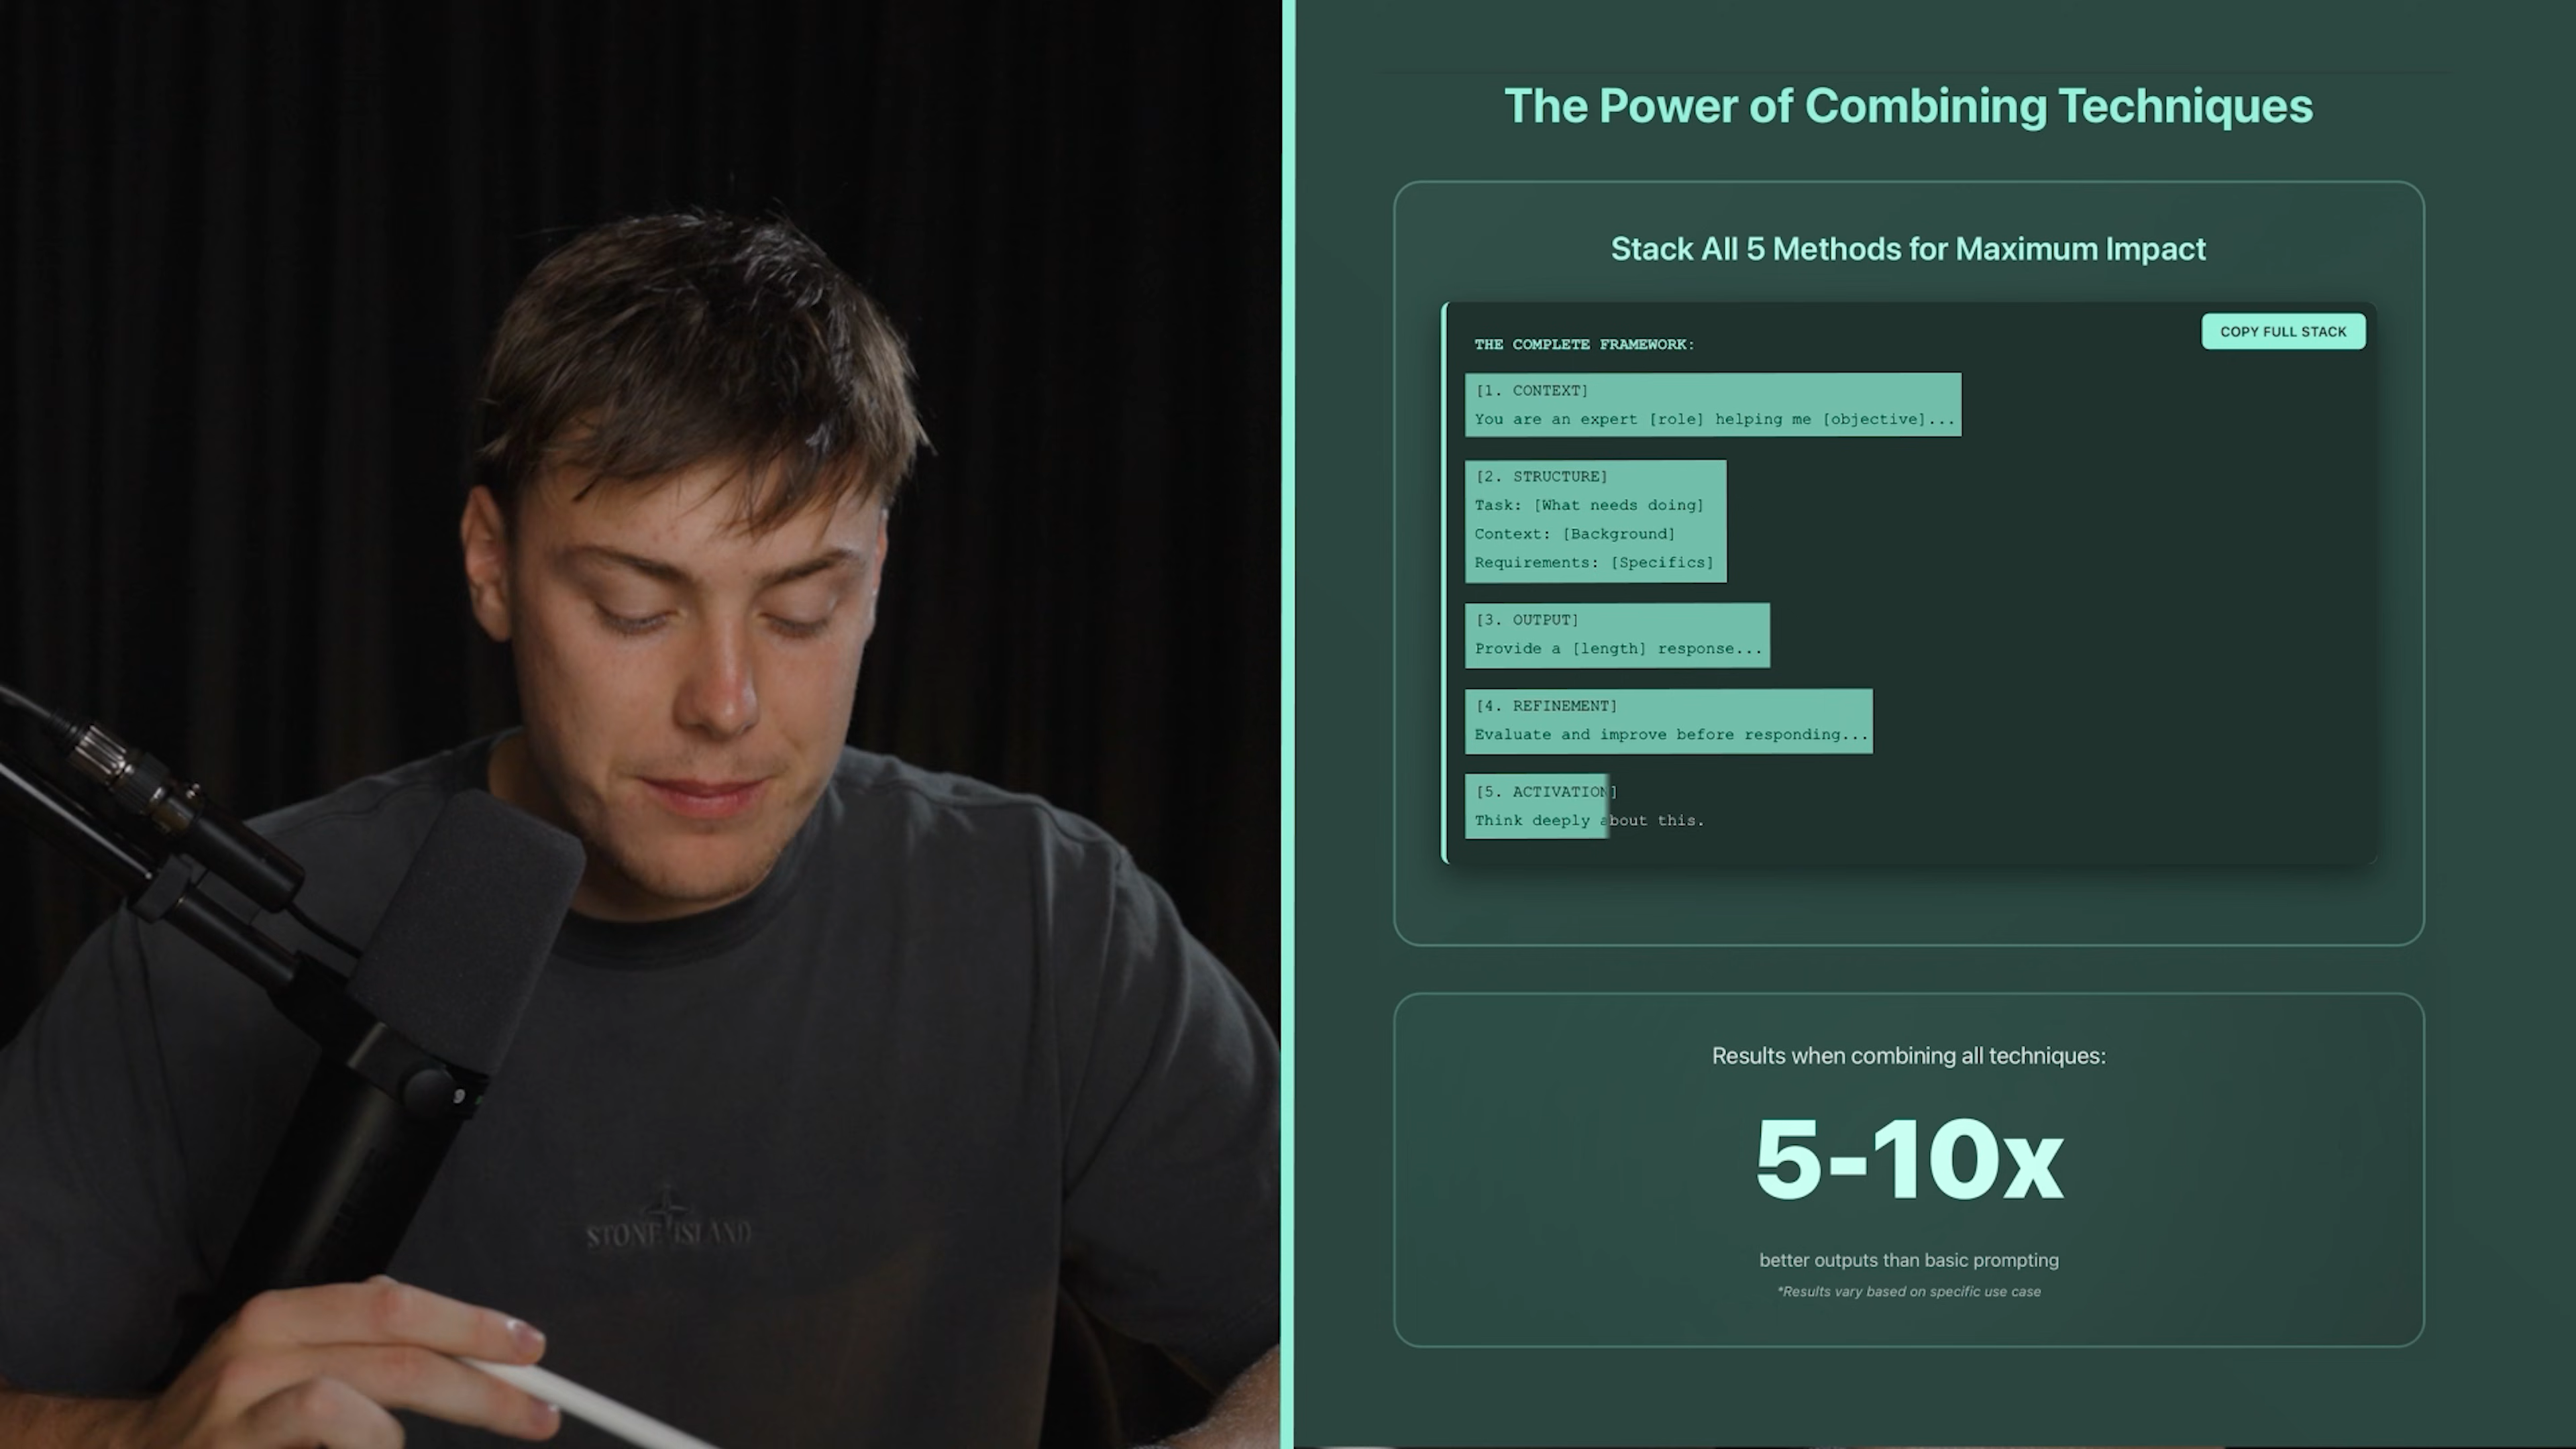 The Power of Combining Techniques
Stack All 5 Methods for Maximum Impact
COPY FULL STACK
THE COMPLETE FRAMEWORK:
[1. CONTEXT]
You are an expert [role] helping me [objective]...
[2. STRUCTURE]
Task: [What needs doing]
Context: [Background]
Requirements: [Specifics]
[3. OUTPUT]
Provide a [length] response...
[4. REFINEMENT]
Evaluate and improve before responding...
[5. ACTIVATION]
Think deeply about this.
Results when combining all techniques:
5-10x
better outputs than basic prompting
*Results vary based on specific use case
STONE ISLAND